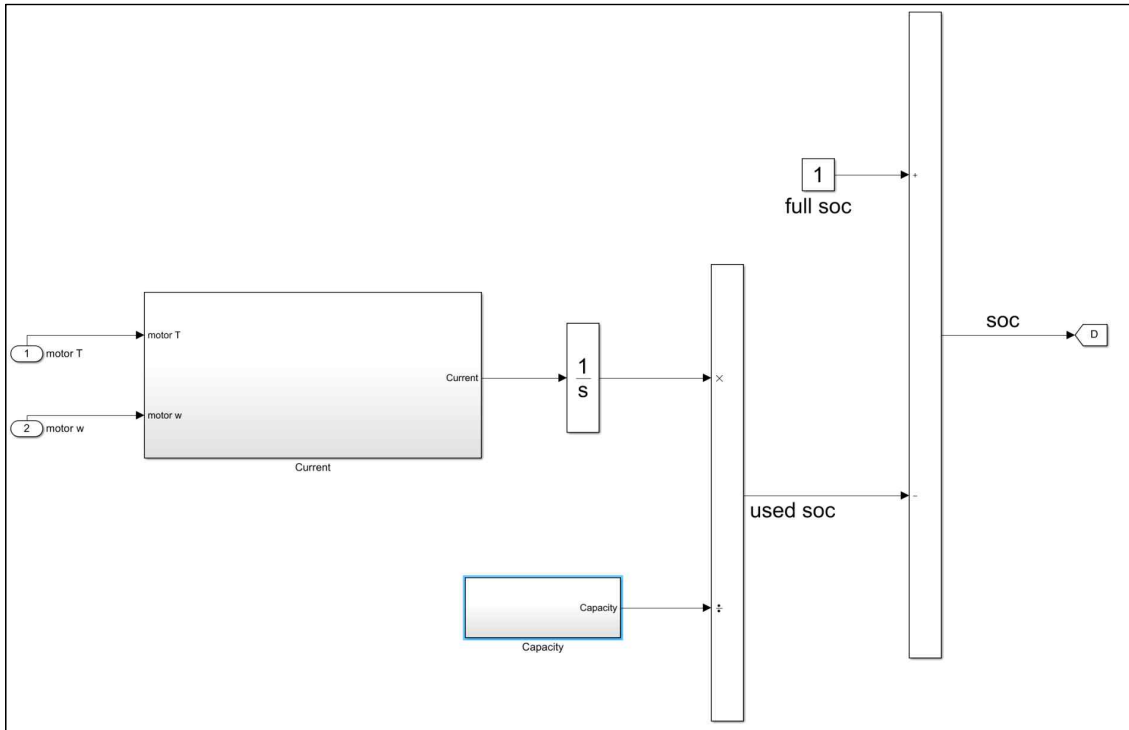 1
full soc
+
soc
D
motor T
1
motor T
Current
1
s
×
motor w
2
motor w
Current
−
used soc
Capacity
÷
Capacity